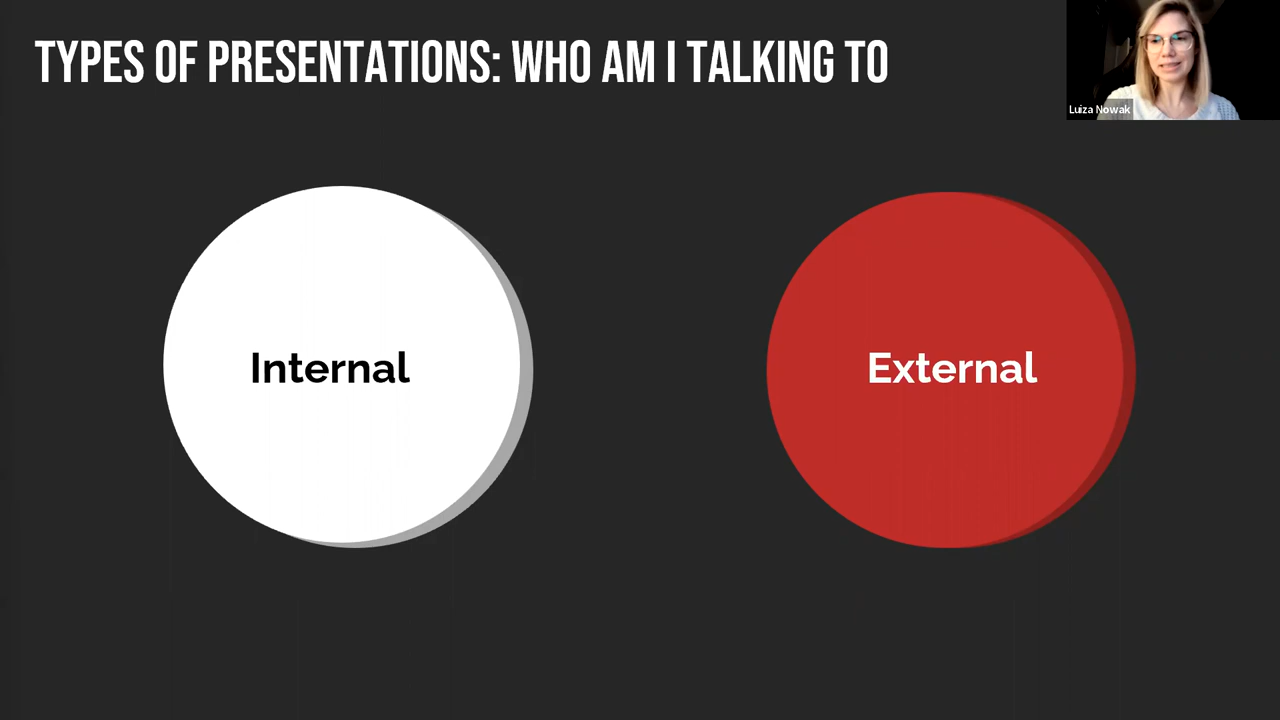 TYPES OF PRESENTATIONS: WHO AM I TALKING TO
Luiza Nowak
Internal
External